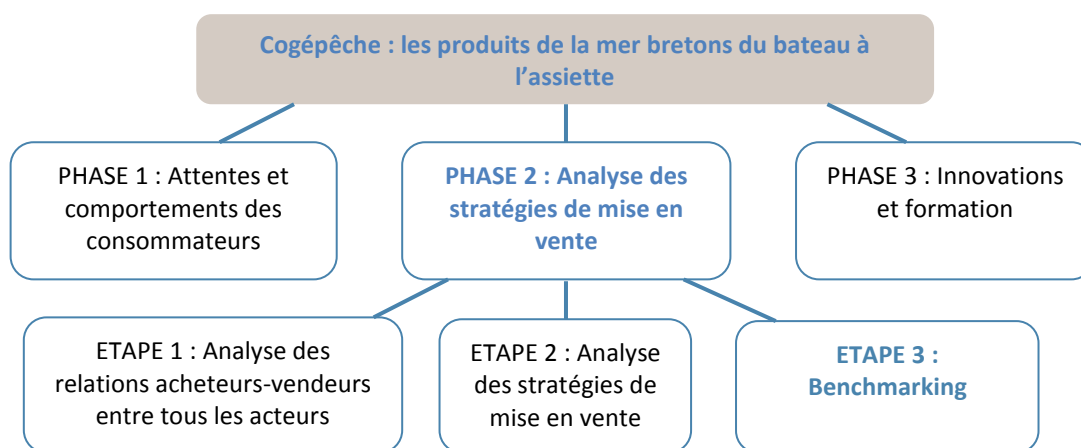 Cogépêche : les produits de la mer bretons du bateau à
l’assiette
PHASE 1 : Attentes et
comportements des
consommateurs
PHASE 2 : Analyse des
stratégies de mise en
vente
PHASE 3 : Innovations
et formation
ETAPE 1 : Analyse des
relations acheteurs-vendeurs
entre tous les acteurs
ETAPE 2 : Analyse
des stratégies de
mise en vente
ETAPE 3 :
Benchmarking